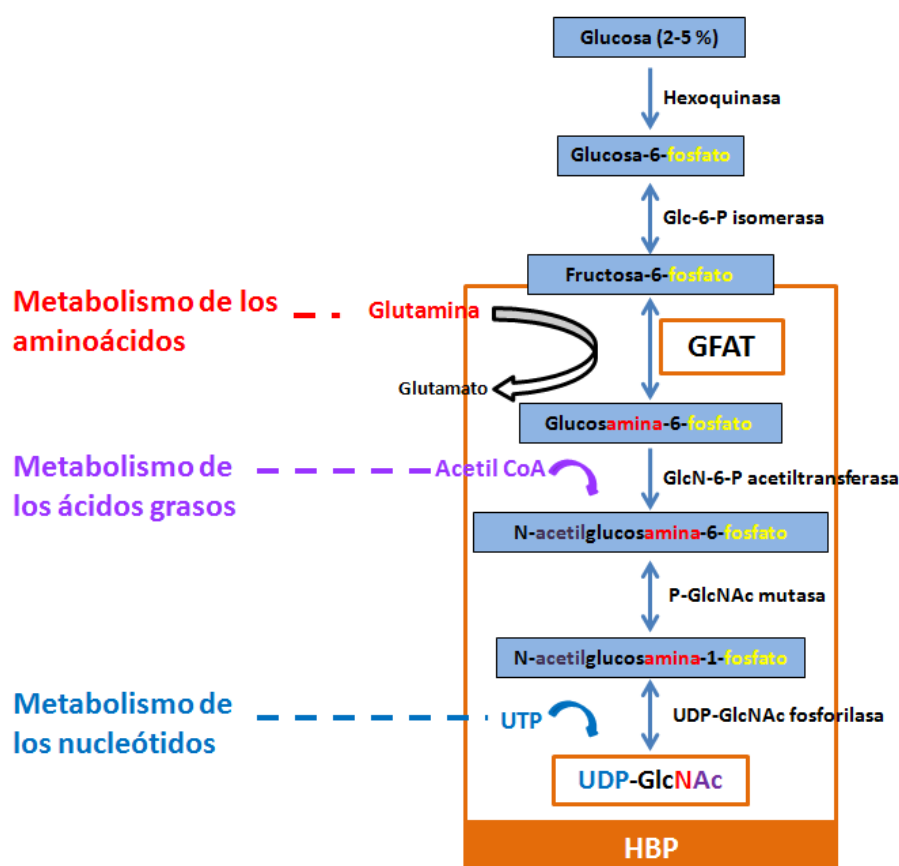 Glucosa (2-5 %)
Hexoquinasa
Glucosa-6-fosfato
Glc-6-P isomerasa
Fructosa-6-fosfato
Metabolismo de los
aminoácidos
Glutamina
GFAT
Glutamato
Glucosamina-6-fosfato
Metabolismo de
los ácidos grasos
Acetil CoA
GlcN-6-P acetiltransferasa
N-acetilglucosamina-6-fosfato
P-GlcNAc mutasa
N-acetilglucosamina-1-fosfato
Metabolismo de
los nucleótidos
UTP
UDP-GlcNAc fosforilasa
UDP-GlcNAc
HBP